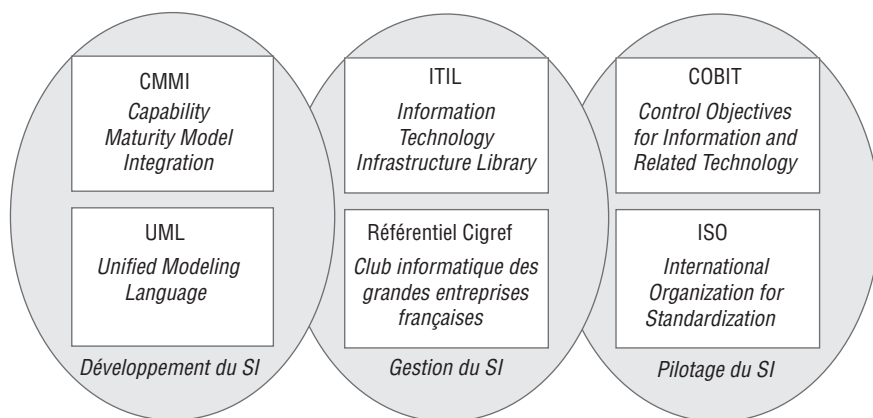 CMMI
Capability
Maturity Model
Integration
UML
Unified Modeling
Language
Développement du SI
ITIL
Information
Technology
Infrastructure Library
Référentiel Cigref
Club informatique des
grandes entreprises
françaises
Gestion du SI
COBIT
Control Objectives
for Information and
Related Technology
ISO
International
Organization for
Standardization
Pilotage du SI